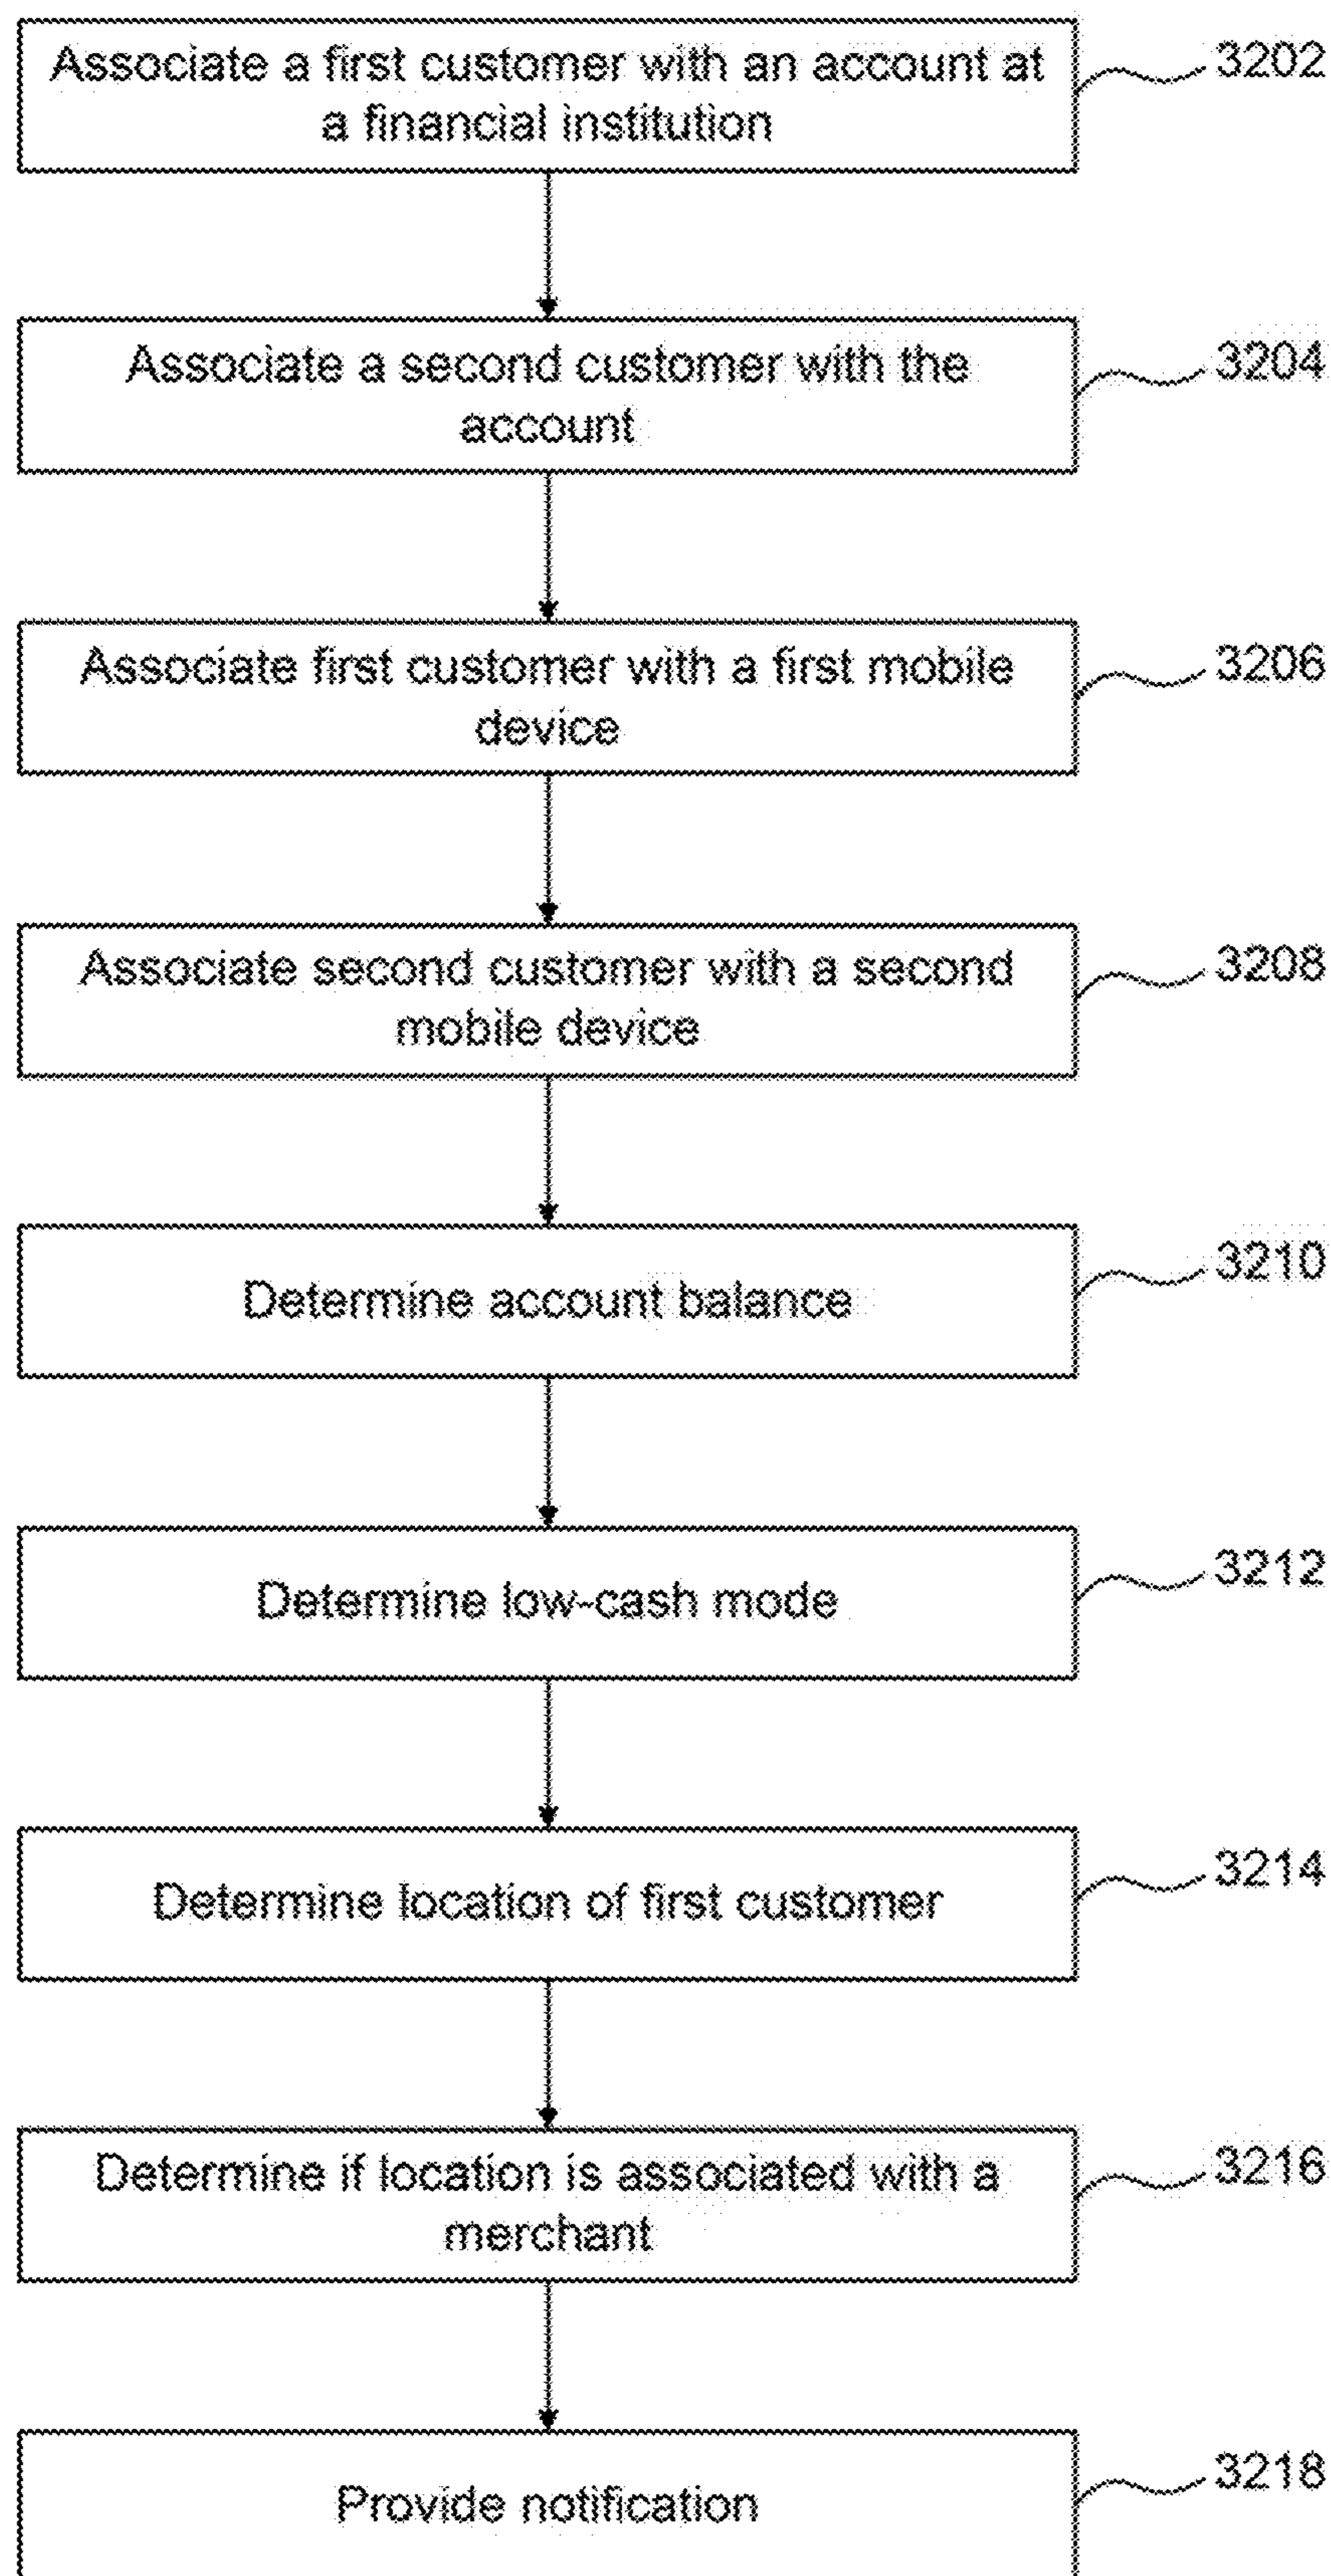 Associate a first customer with an account at
a financial institution
3202
Associate a second customer with the
account
3204
Associate first customer with a first mobile
device
3206
Associate second customer with a second
mobile device
3208
Determine account balance
3210
Determine low-cash mode
3212
Determine location of first customer
3214
Determine if location is associated with a
merchant
3216
Provide notification
3218